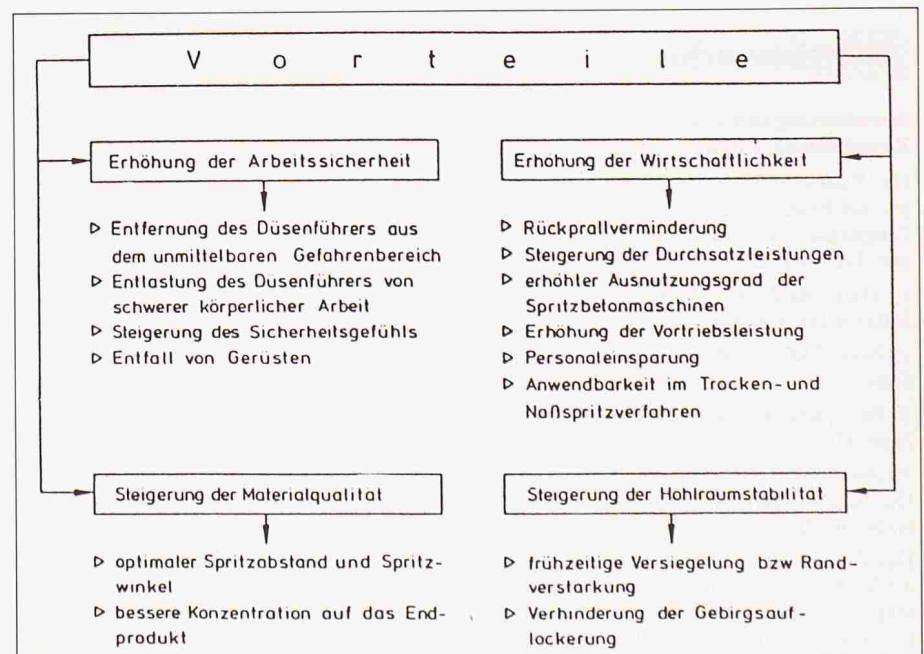 Vorteile
Erhöhung der Arbeitssicherheit
▷ Entfernung des Düsenführers aus
dem unmittelbaren Gefahrenbereich
▷ Entlastung des Düsenführers von
schwerer körperlicher Arbeit
▷ Steigerung des Sicherheitsgefühls
▷ Entfall von Gerüsten
Erhöhung der Wirtschaftlichkeit
▷ Rückprallverminderung
▷ Steigerung der Durchsatzleistungen
▷ erhöhter Ausnutzungsgrad der
Spritzbetonmaschinen
▷ Erhöhung der Vortriebsleistung
▷ Personaleinsparung
▷ Anwendbarkeit im Trocken- und
Naßspritzverfahren
Steigerung der Materialqualität
▷ optimaler Spritzabstand und Spritz-
winkel
▷ bessere Konzentration auf das End-
produkt
Steigerung der Hohlraumstabilität
▷ frühzeitige Versiegelung bzw Rand-
verstärkung
▷ Verhinderung der Gebirgsauf-
lockerung